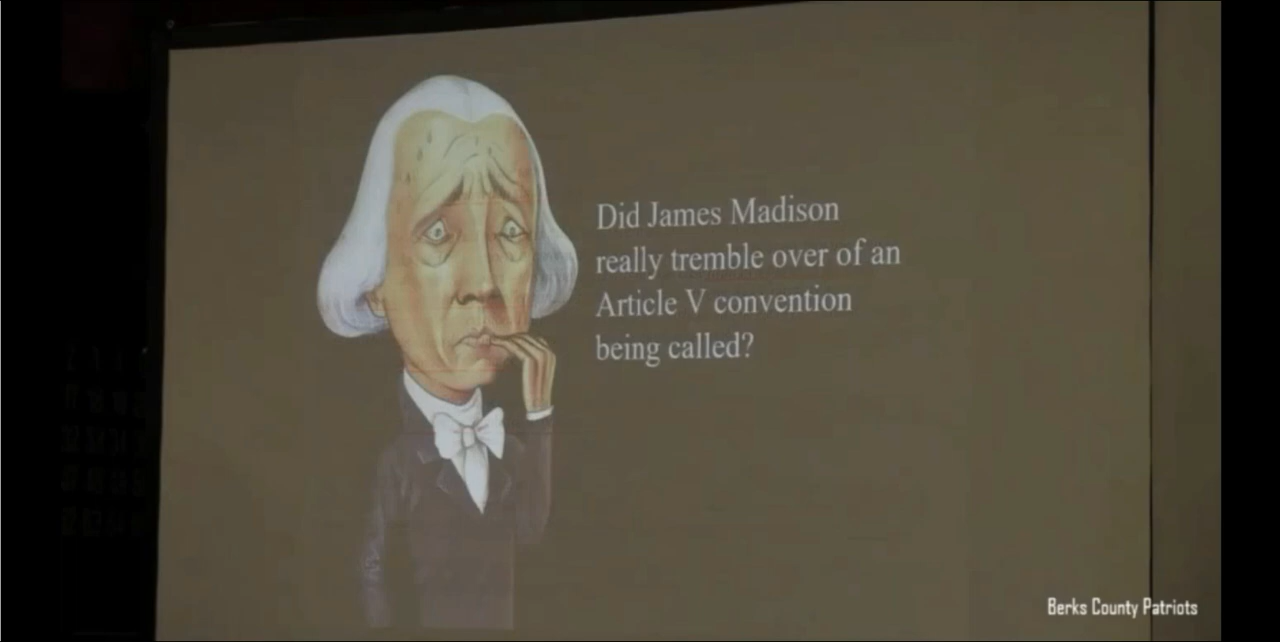 Did James Madison
really tremble over of an
Article V convention
being called?
Berks County Patriots